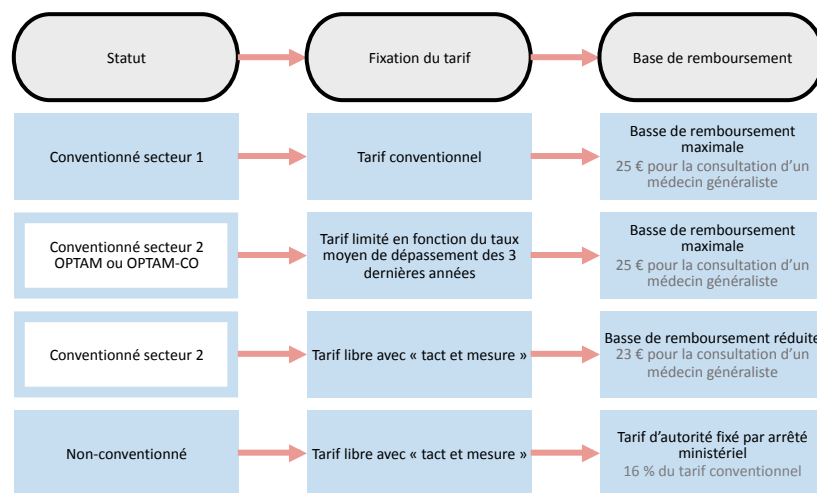 Statut
Fixation du tarif
Base de remboursement
Conventionné secteur 1
Tarif conventionnel
Basse de remboursement
maximale
25 € pour la consultation d'un
médecin généraliste
Conventionné secteur 2
OPTAM ou OPTAM-CO
Tarif limité en fonction du taux
moyen de dépassement des 3
dernières années
Basse de remboursement
maximale
25 € pour la consultation d'un
médecin généraliste
Conventionné secteur 2
Tarif libre avec « tact et mesure »
Basse de remboursement réduite
23 € pour la consultation d'un
médecin généraliste
Non-conventionné
Tarif libre avec « tact et mesure »
Tarif d'autorité fixé par arrêté
ministériel
16 % du tarif conventionnel